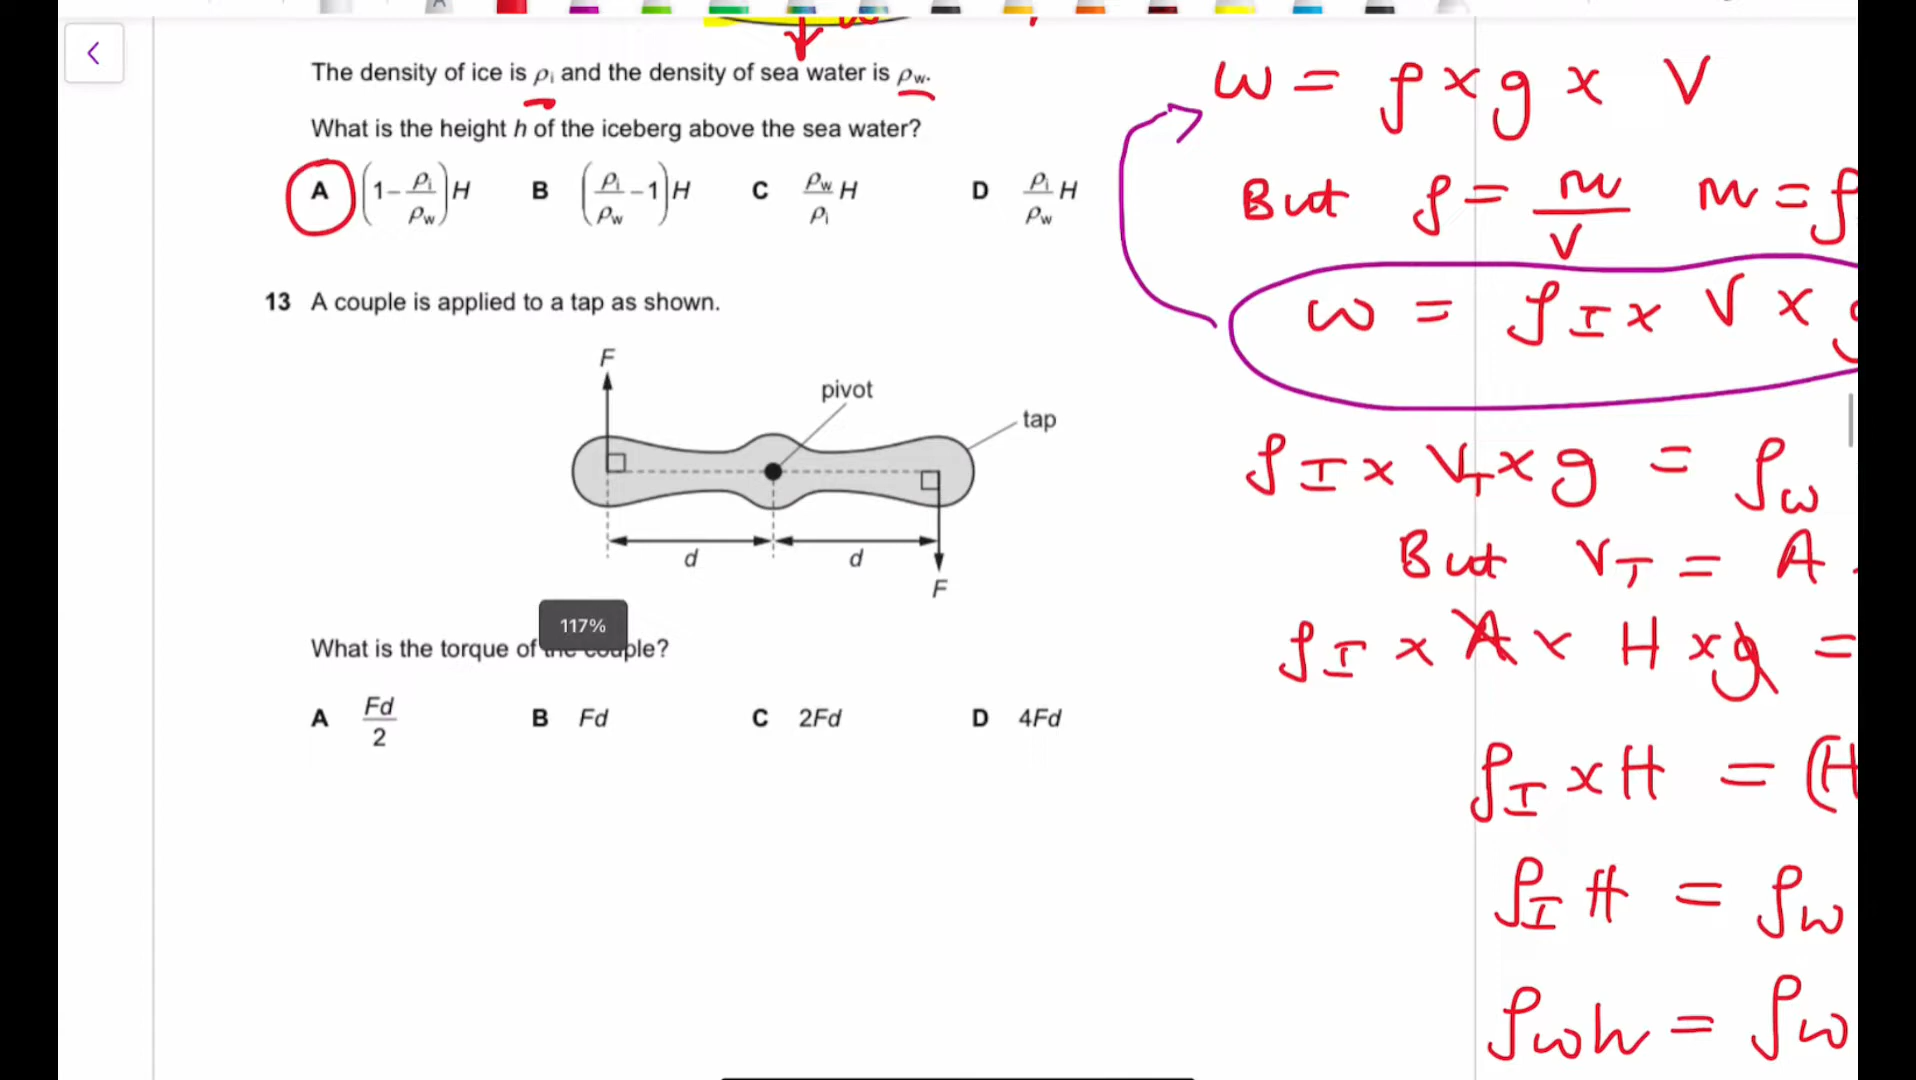 The density of ice is ρi and the density of sea water is ρw.
What is the height h of the iceberg above the sea water?
A (1 − ρi/ρw)H B (ρi/ρw − 1)H C ρw/ρi H D ρi/ρw H
13 A couple is applied to a tap as shown.
F
pivot
tap
d d
F
117%
What is the torque of the couple?
A Fd/2 B Fd C 2Fd D 4Fd
W = ρ x g x V
But ρ = m/V m = ρ
W = ρI x V x g
ρI x VT x g = ρw
But VT = A
ρI x A x H x g =
ρI x H = (H
ρI H = ρw
ρw h = ρw